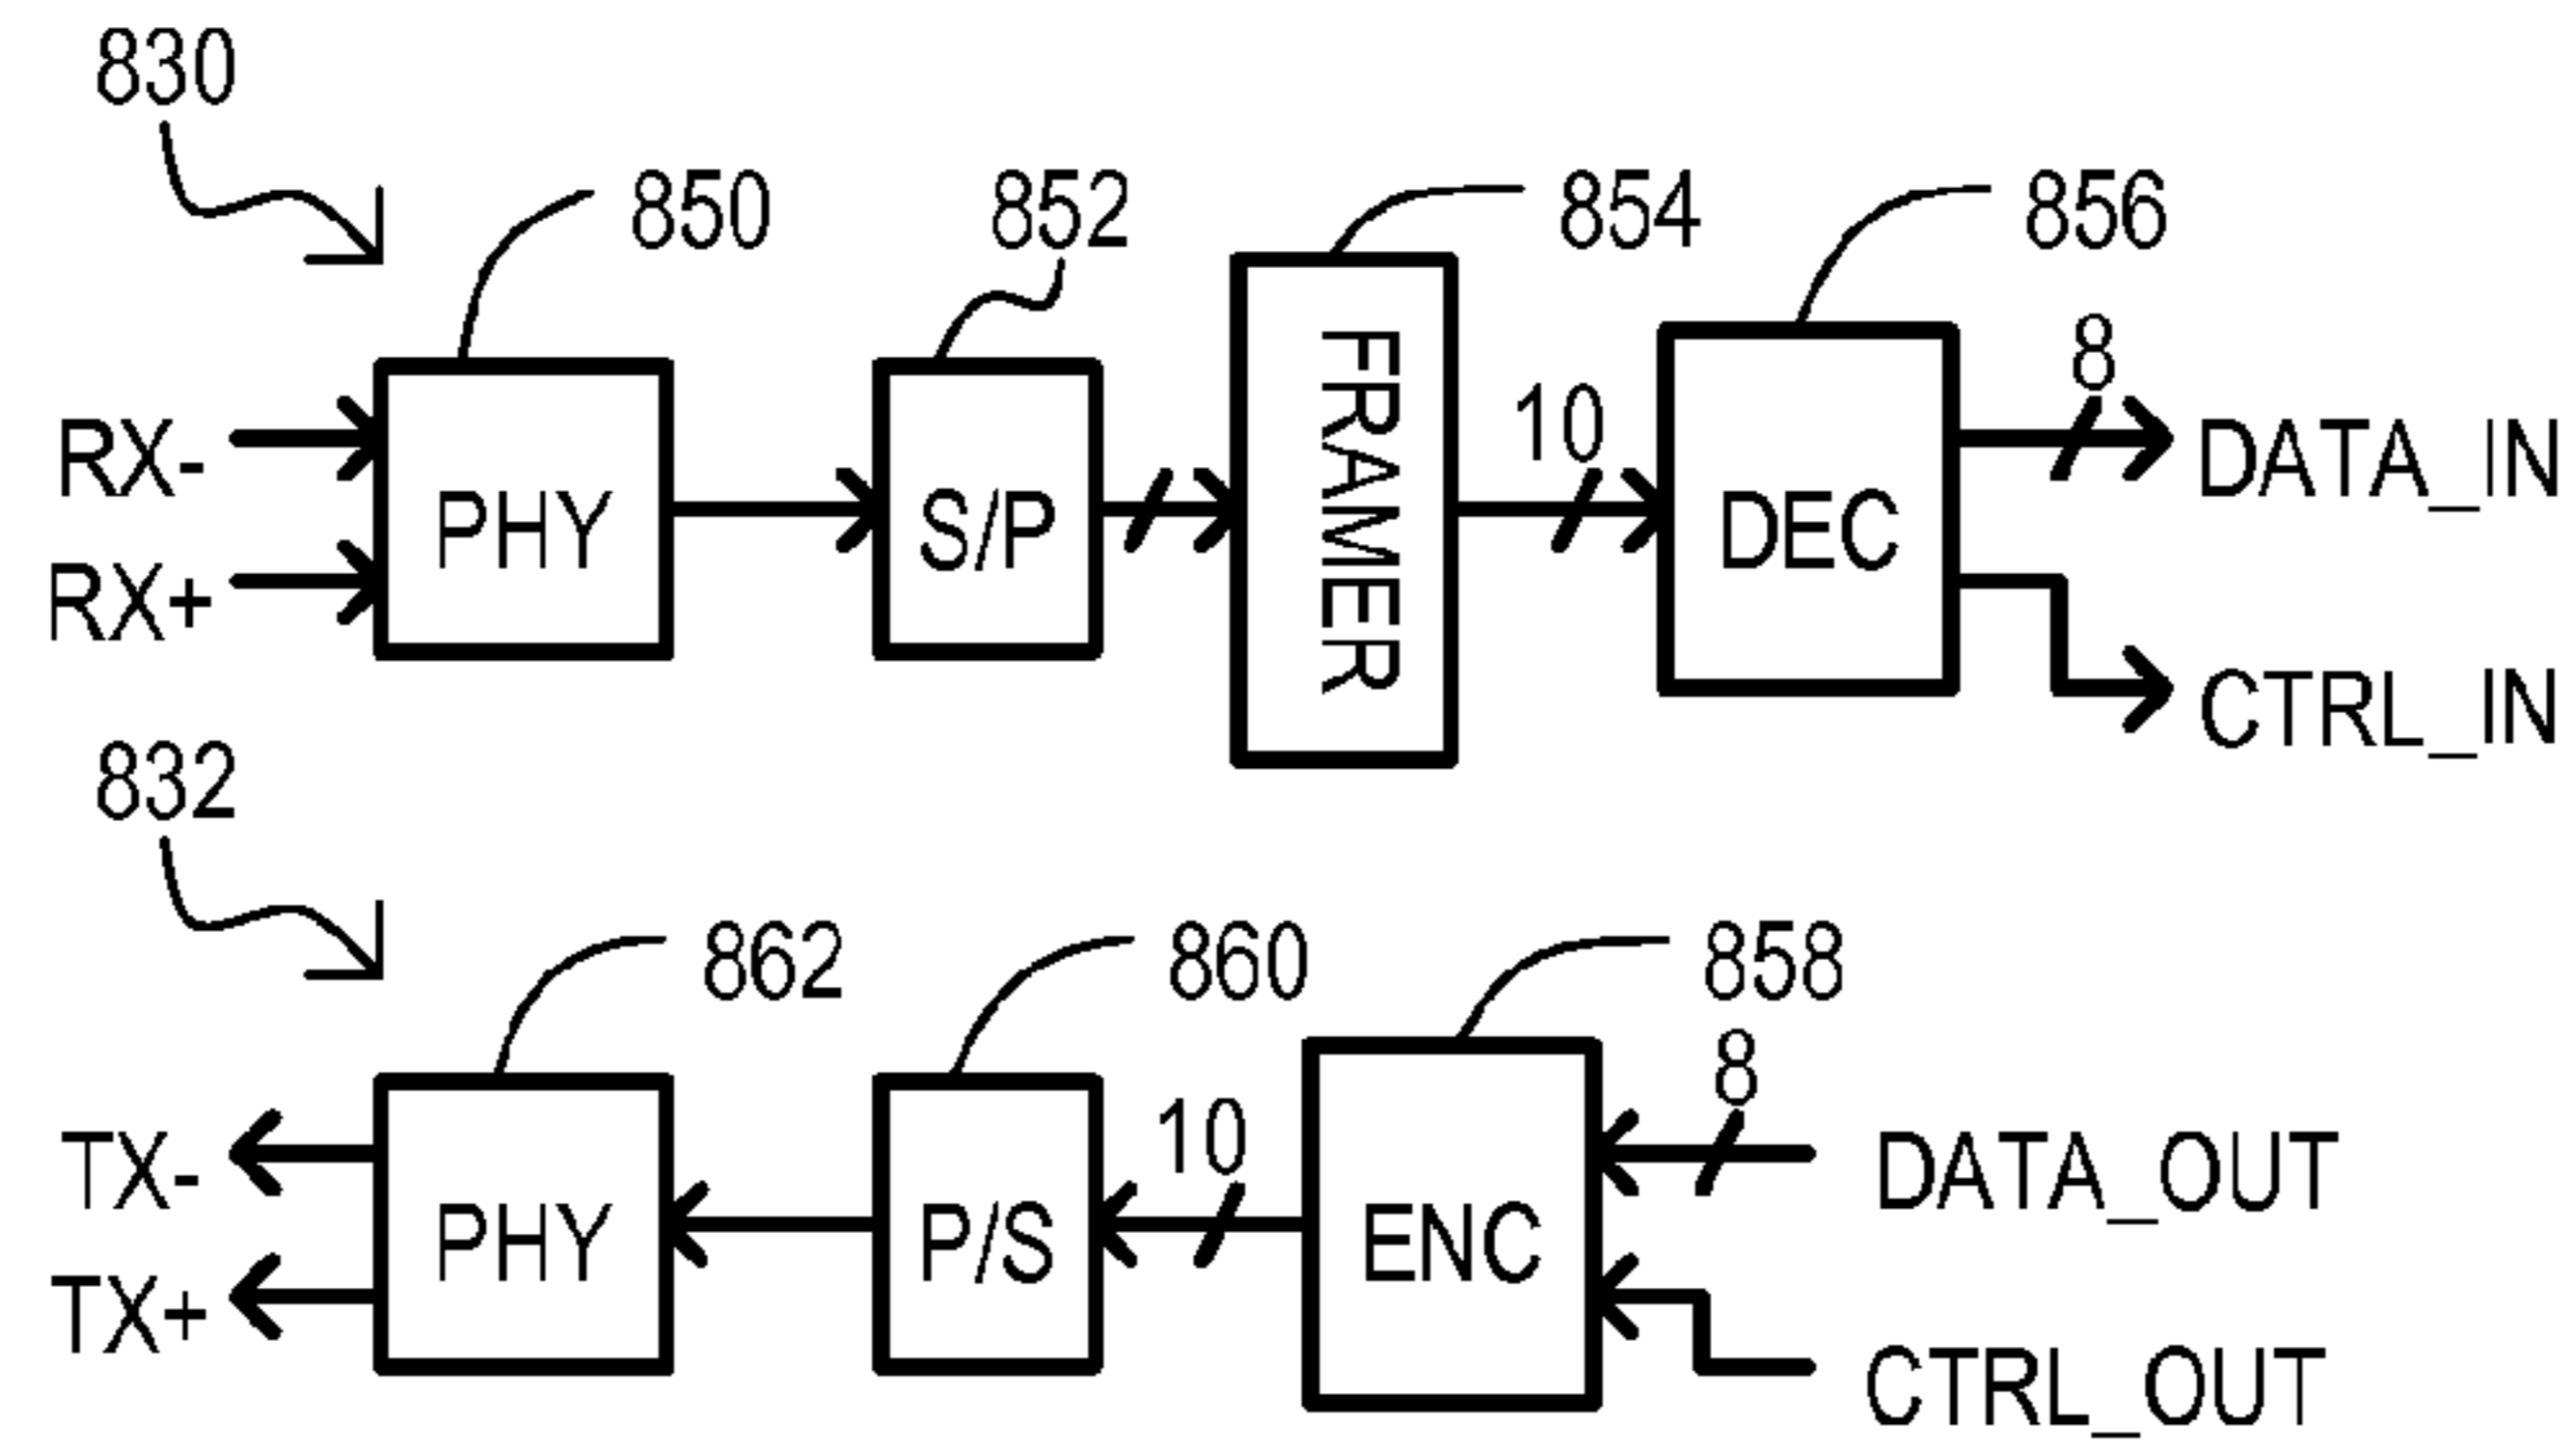 830
850
852
854
856
8
RX-
10
DATA_IN
PHY
S/P
FRAMER
DEC
RX+
CTRL_IN
832
862
860
858
8
TX-
10
DATA_OUT
PHY
P/S
ENC
TX+
CTRL_OUT